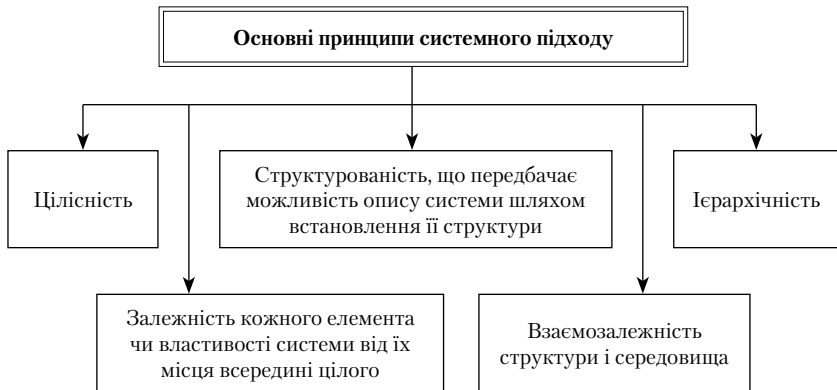 Основні принципи системного підходу
Цілісність
Структурованість, що передбачає
можливість опису системи шляхом
встановлення її структури
Ієрархічність
Залежність кожного елемента
чи властивості системи від їх
місця всередині цілого
Взаємозалежність
структури і середовища